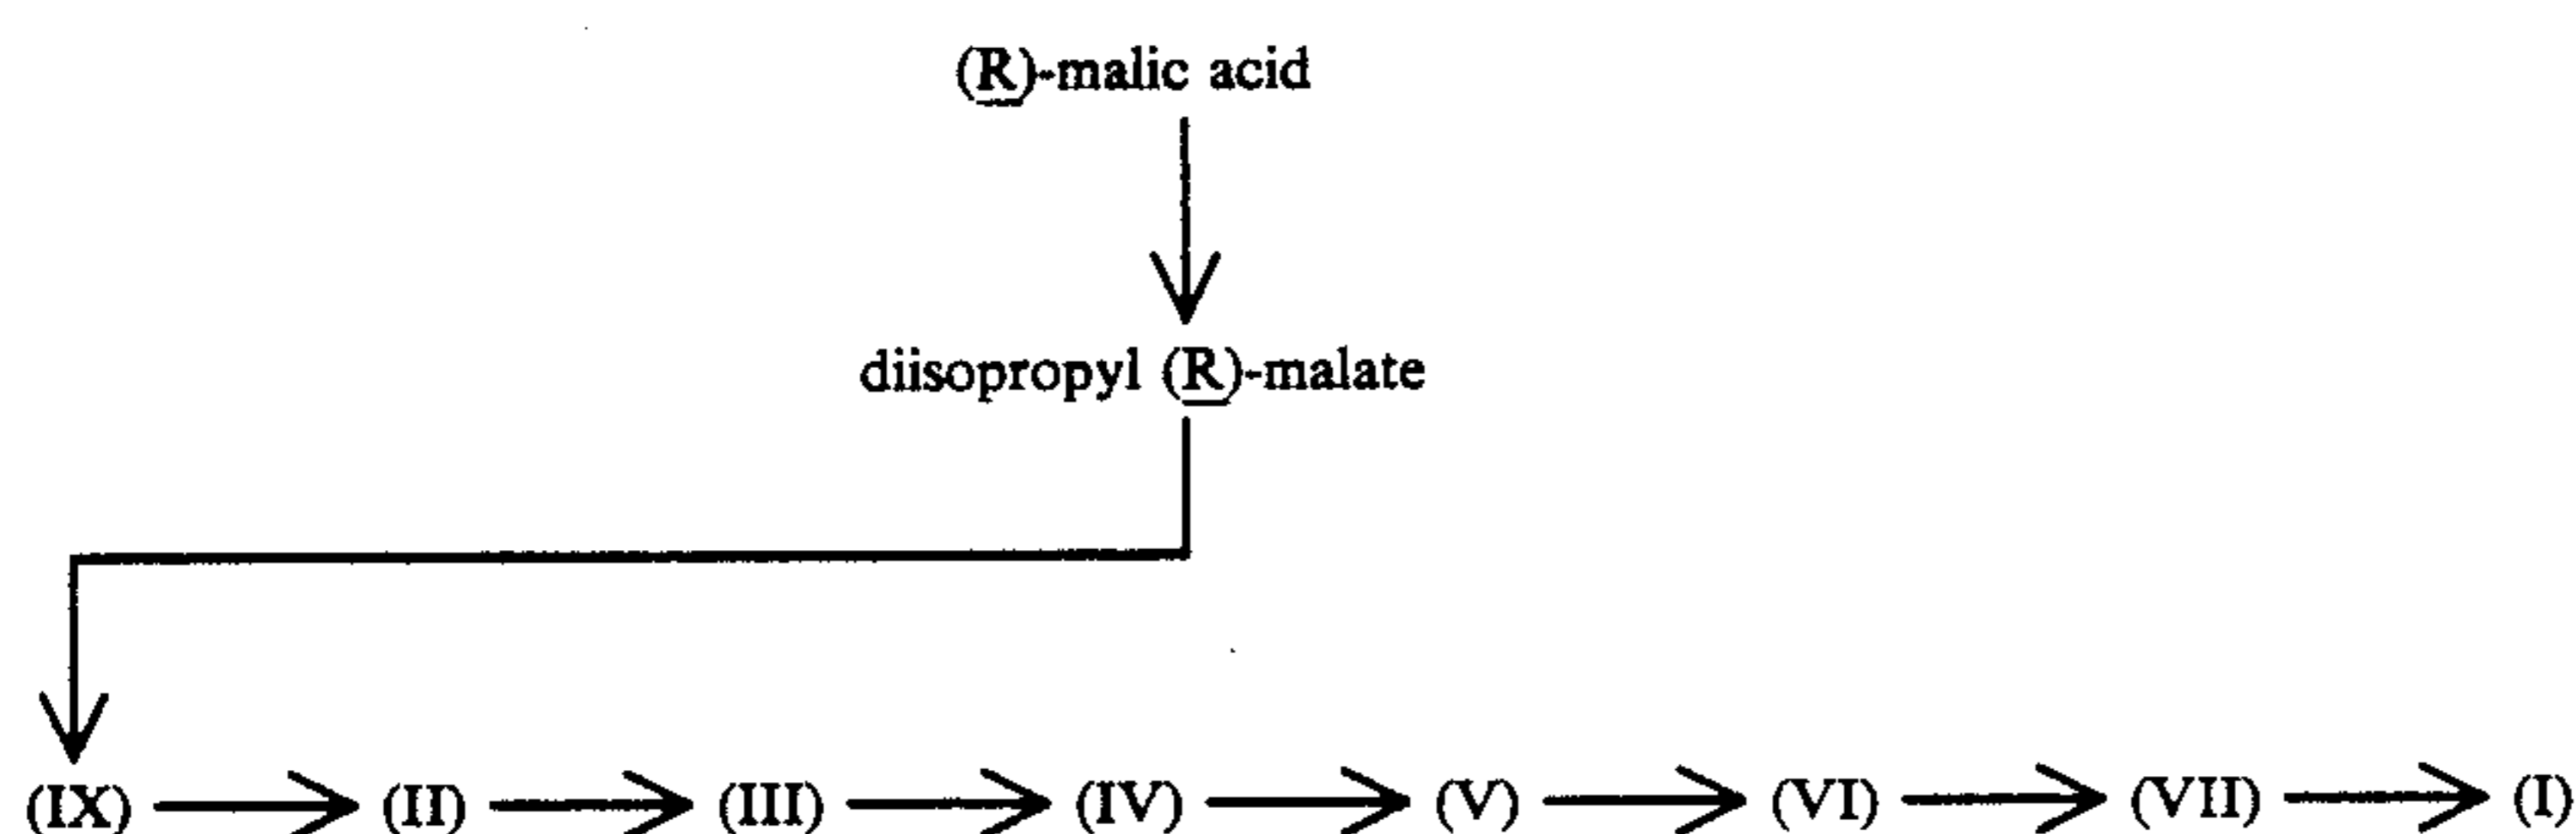 (R)-malic acid
diisopropyl (R)-malate
(IX) (II) (III) (IV) (V) (VI) (VII) (I)